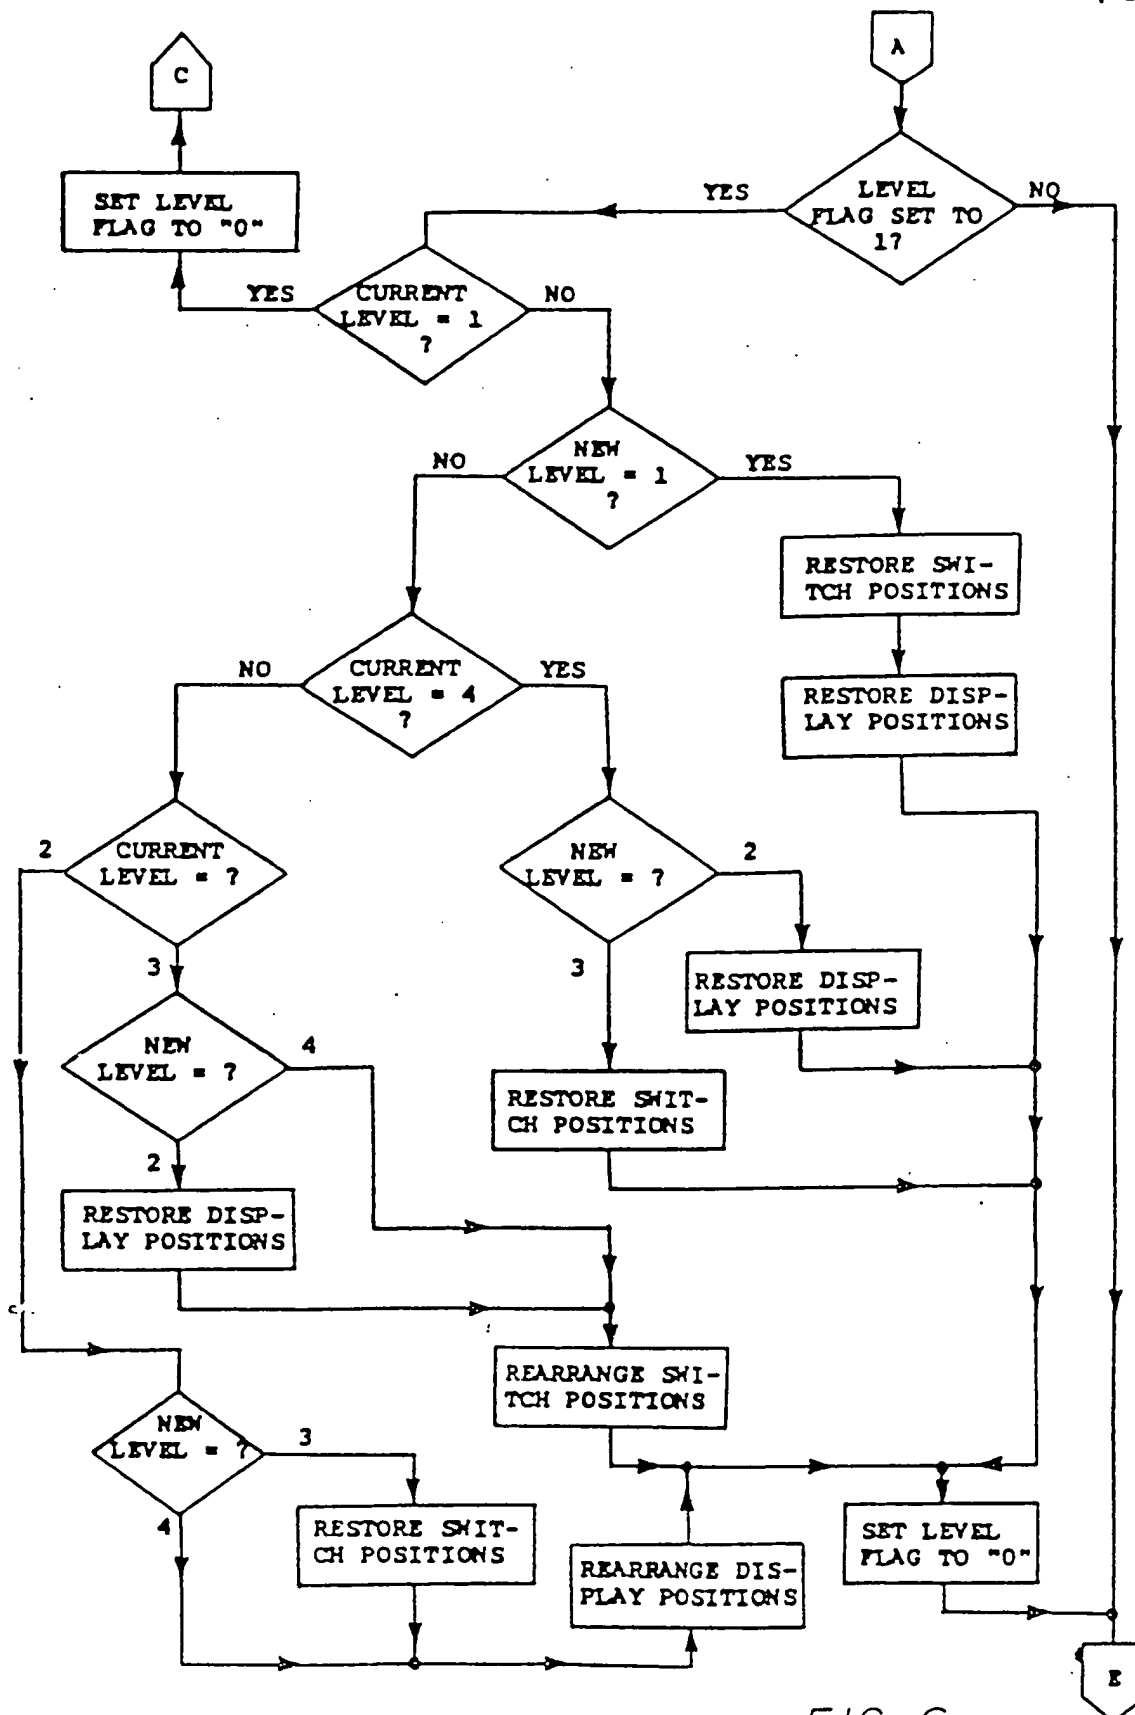 A
C
LEVEL
FLAG SET TO
1?
YES
NO
SET LEVEL
FLAG TO "0"
YES
CURRENT
LEVEL = 1
?
NO
NO
NEW
LEVEL = 1
?
YES
RESTORE SWI-
TCH POSITIONS
NO
CURRENT
LEVEL = 4
?
YES
RESTORE DISP-
LAY POSITIONS
2
CURRENT
LEVEL = ?
3
NEW
LEVEL = ?
2
3
RESTORE DISP-
LAY POSITIONS
NEW
LEVEL = ?
4
2
RESTORE SWIT-
CH POSITIONS
RESTORE DISP-
LAY POSITIONS
REARRANGE SWI-
TCH POSITIONS
NEW
LEVEL = ?
3
4
RESTORE SWIT-
CH POSITIONS
REARRANGE DIS-
PLAY POSITIONS
SET LEVEL
FLAG TO "0"
E